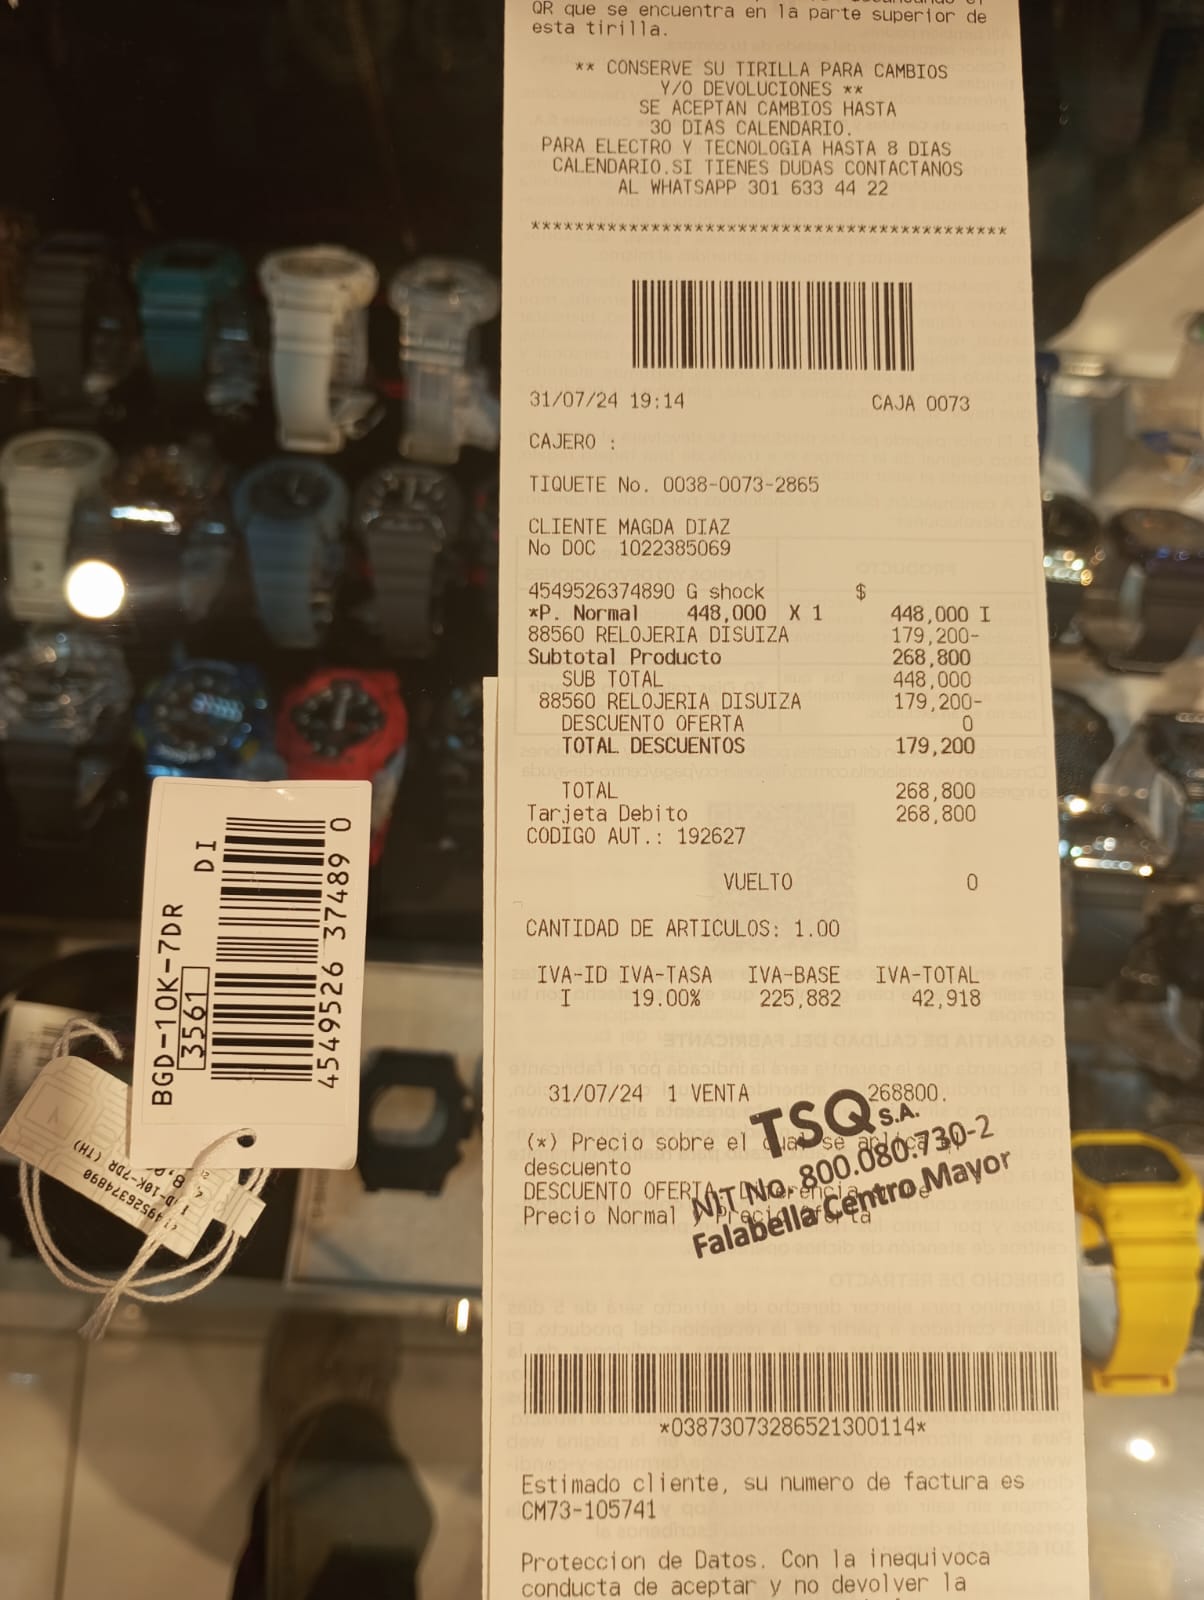 QR que se encuentra en la parte superior de
esta tirilla.
** CONSERVE SU TIRILLA PARA CAMBIOS
Y/O DEVOLUCIONES **
SE ACEPTAN CAMBIOS HASTA
30 DIAS CALENDARIO.
PARA ELECTRO Y TECNOLOGIA HASTA 8 DIAS
CALENDARIO.SI TIENES DUDAS CONTACTANOS
AL WHATSAPP 301 633 44 22
*******************************************
31/07/24 19:14 CAJA 0073
CAJERO :
TIQUETE No. 0038-0073-2865
CLIENTE MAGDA DIAZ
No DOC 1022385069
4549526374890 G shock $
*P. Normal 448,000 X 1 448,000 I
88560 RELOJERIA DISUIZA 179,200-
Subtotal Producto 268,800
SUB TOTAL 448,000
88560 RELOJERIA DISUIZA 179,200-
DESCUENTO OFERTA 0
TOTAL DESCUENTOS 179,200
TOTAL 268,800
Tarjeta Debito 268,800
CODIGO AUT.: 192627
VUELTO 0
CANTIDAD DE ARTICULOS: 1.00
IVA-ID IVA-TASA IVA-BASE IVA-TOTAL
I 19.00% 225,882 42,918
31/07/24 1 VENTA 268800.
(*) Precio sobre el cual se aplica el
descuento
DESCUENTO OFERTA: Diferencia entre
Precio Normal y Precio Oferta
TSQ S.A.
NIT No. 800.080.730-2
Falabella Centro Mayor
*03873073286521300114*
Estimado cliente, su numero de factura es
CM73-105741
Proteccion de Datos. Con la inequivoca
conducta de aceptar y no devolver la
BGD-10K-7DR DI
3561
4549526 37489 0